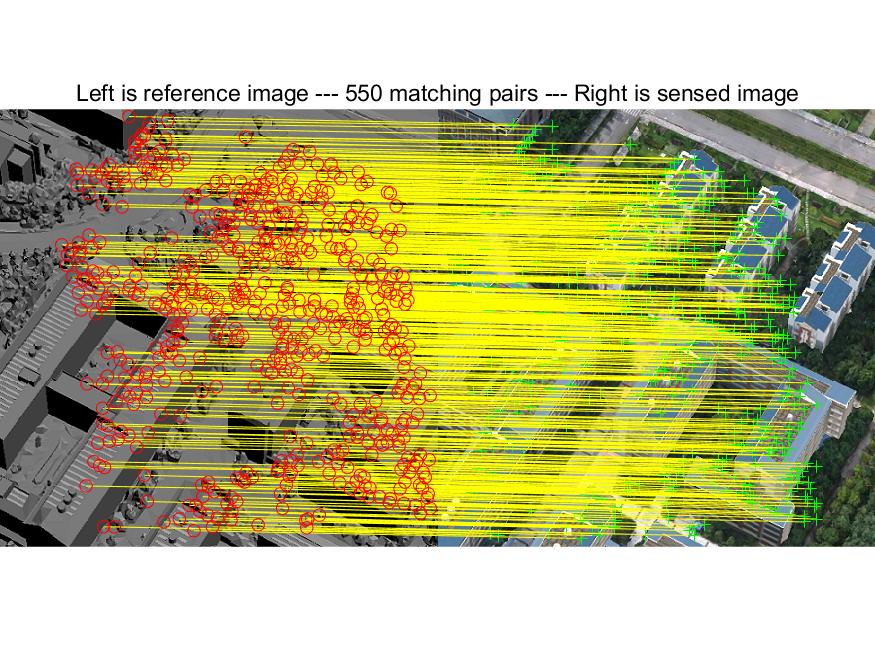 Left is reference image --- 550 matching pairs --- Right is sensed image